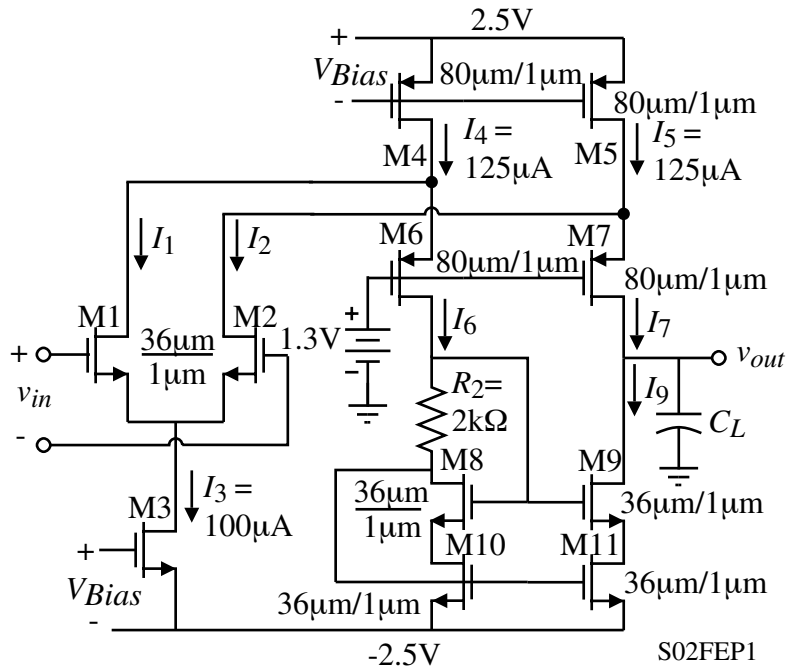 2.5V
+
VBias
-
80μm/1μm
80μm/1μm
I4 =
125μA
I5 =
125μA
M4
M5
I1
I2
M6
M7
80μm/1μm
80μm/1μm
M1
M2
36μm
1μm
+
vin
-
1.3V
+
-
I6
I7
vout
R2=
2kΩ
I9
CL
M8
M9
36μm
1μm
36μm/1μm
I3 =
100μA
M3
+
VBias
-
M10
M11
36μm/1μm
36μm/1μm
-2.5V
S02FEP1